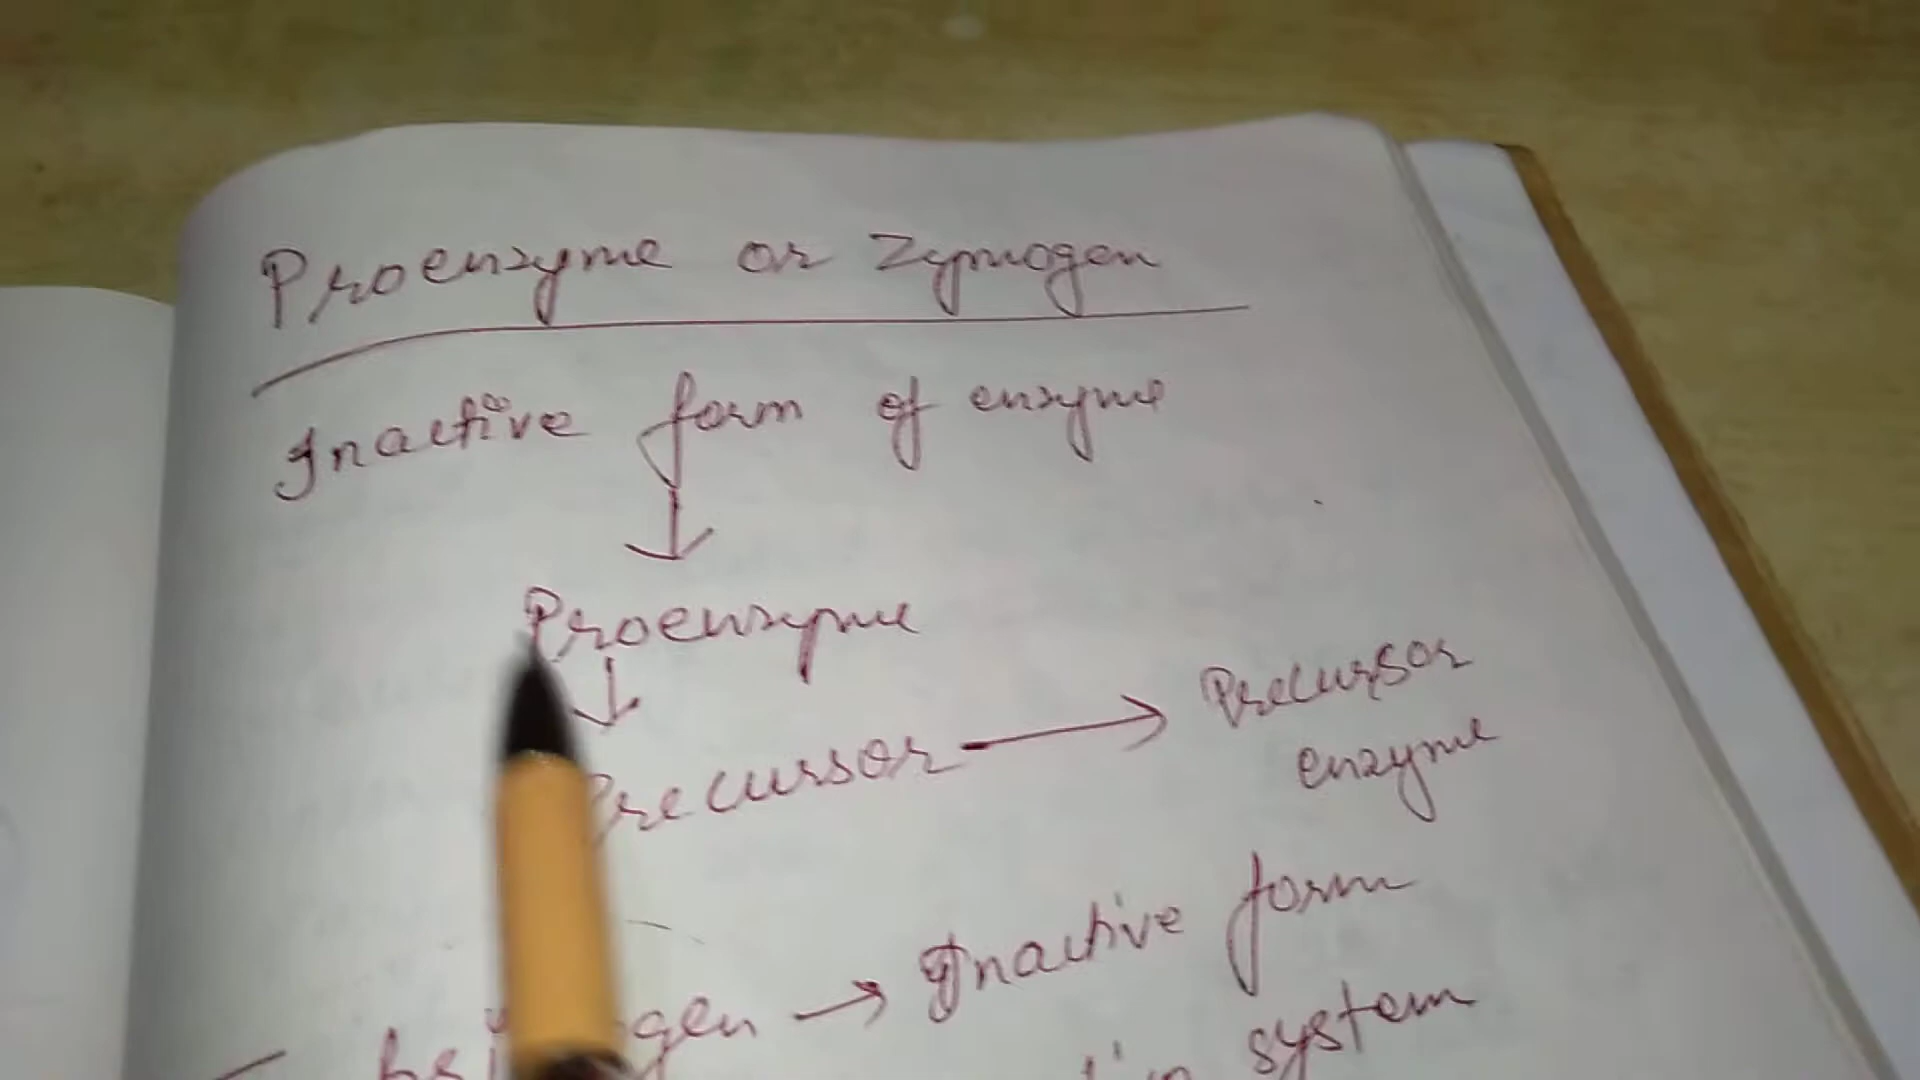 Proenzyme or Zymogen
Inactive form of enzyme
Proenzyme
Precursor → Precursor
enzyme
→ Inactive form
system